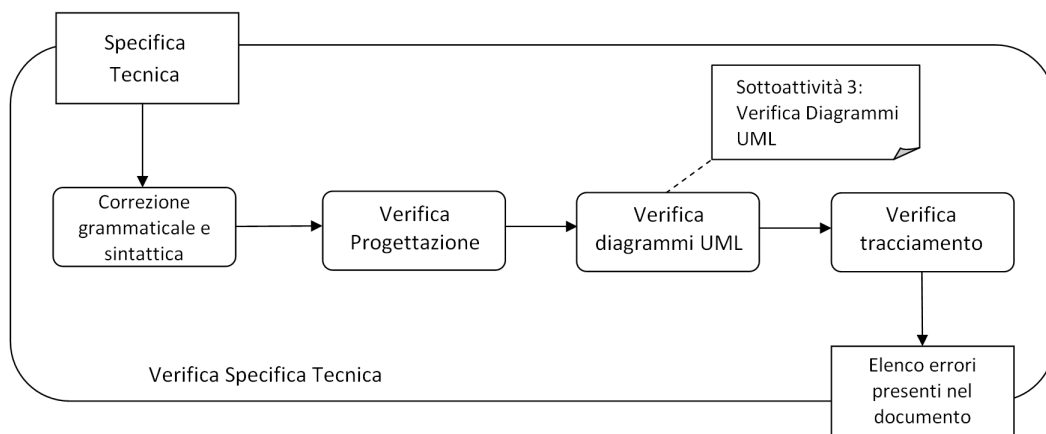 Specifica
Tecnica
Sottoattività 3:
Verifica Diagrammi
UML
Correzione
grammaticale e
sintattica
Verifica
Progettazione
Verifica
diagrammi UML
Verifica
tracciamento
Verifica Specifica Tecnica
Elenco errori
presenti nel
documento